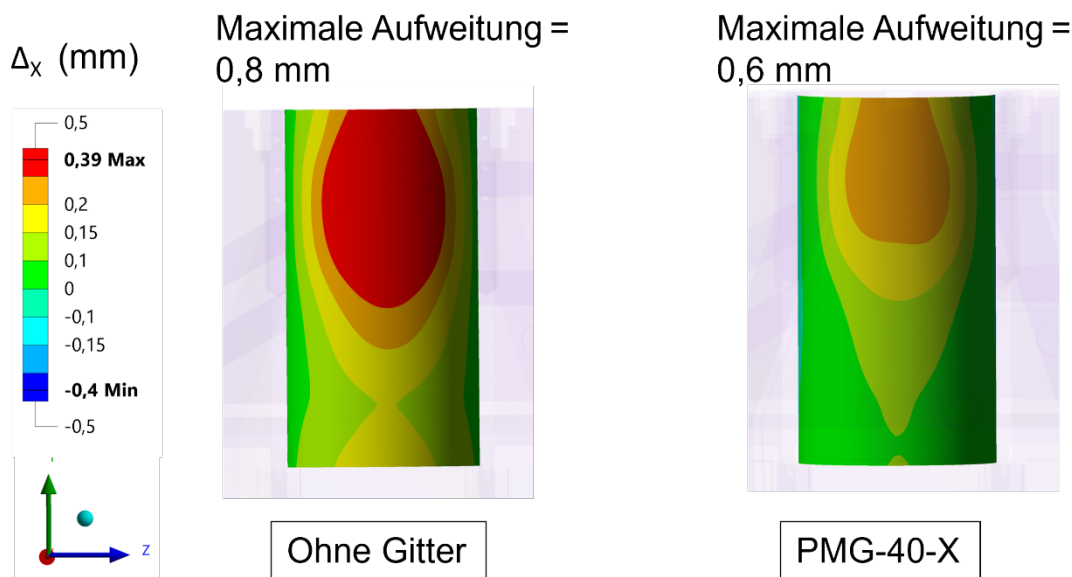 Δx (mm)
0,5
0,39 Max
0,2
0,15
0,1
0
-0,1
-0,15
-0,4 Min
-0,5
Z
Maximale Aufweitung =
0,8 mm
Ohne Gitter
Maximale Aufweitung =
0,6 mm
PMG-40-X